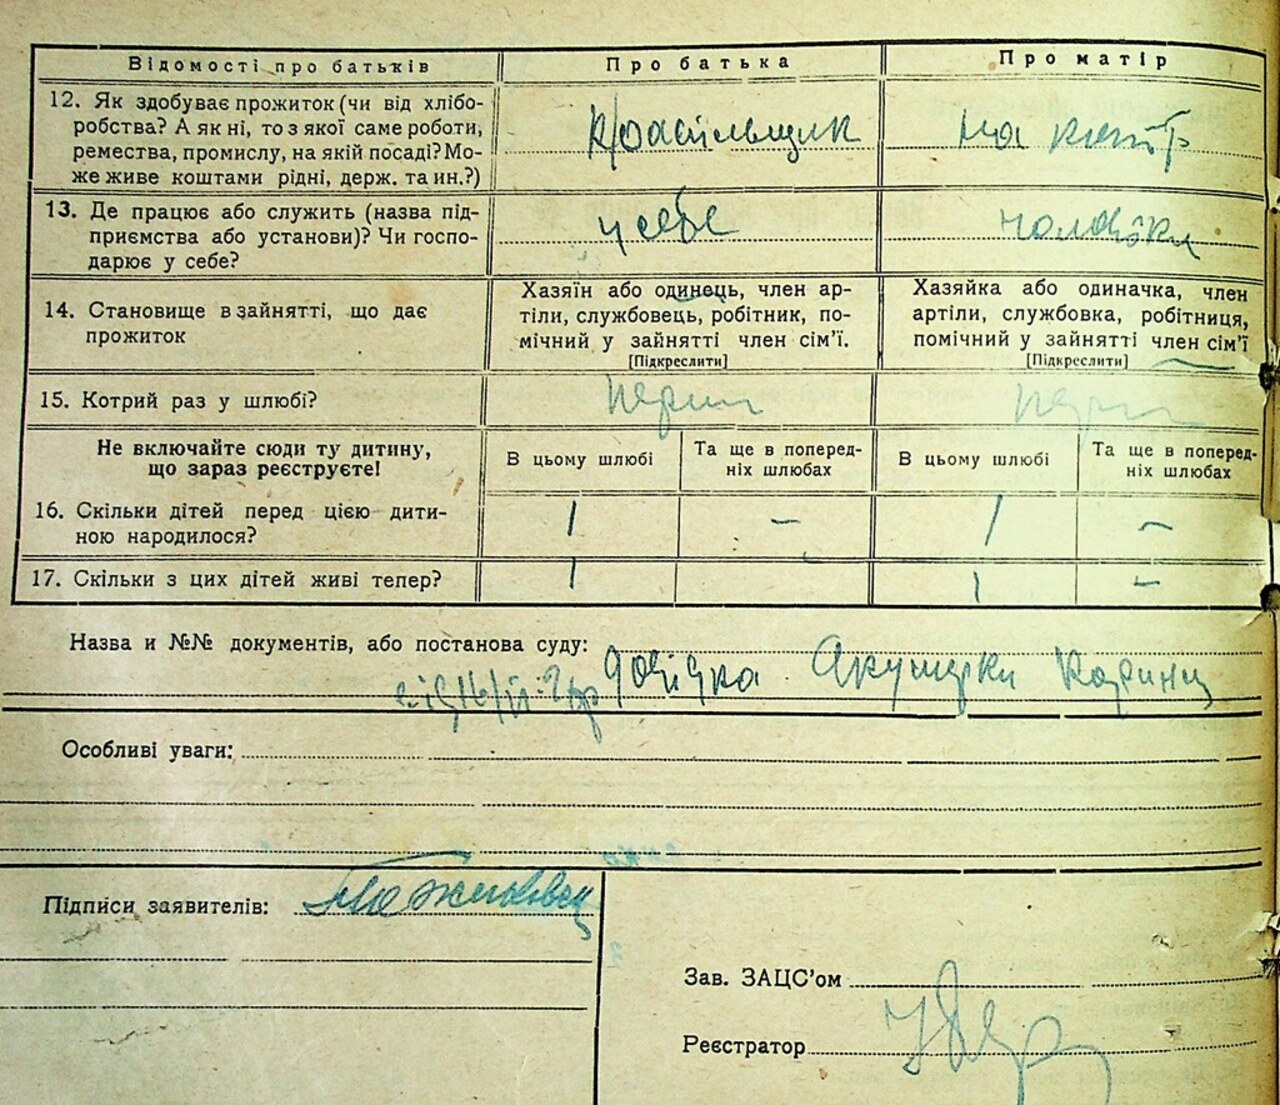 Відомості про батьків
Про батька
Про матір
12. Як здобуває прожиток (чи від хлібо-
робства? А як ні, то з якої саме роботи,
ремества, промислу, на якій посаді? Мо-
же живе коштами рідні, держ. та ин.?)
Красильщик
на кошт
13. Де працює або служить (назва під-
приємства або установи)? Чи госпо-
дарює у себе?
у себе
чоловіка
14. Становище в зайнятті, що дає
прожиток
Хазяїн або одинець, член ар-
тілі, службовець, робітник, по-
мічний у зайнятті член сім’ї.
[Підкреслити]
Хазяйка або одиначка, член
артілі, службовка, робітниця,
помічний у зайнятті член сім’ї
[Підкреслити]
15. Котрий раз у шлюбі?
перш
перш
Не включайте сюди ту дитину,
що зараз реєструєте!
В цьому шлюбі
Та ще в поперед-
ніх шлюбах
В цьому шлюбі
Та ще в поперед-
ніх шлюбах
16. Скільки дітей перед цією дити-
ною народилося?
1
–
1
–
17. Скільки з цих дітей живі тепер?
1
1
–
Назва и №№ документів, або постанова суду:
довідка Акушерки
Особливі уваги:
Підписи заявителів:
Зав. ЗАЦС’ом
Реєстратор